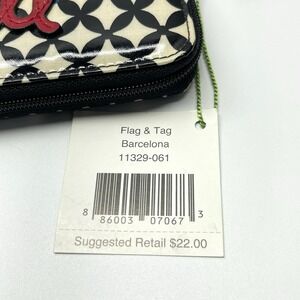 Flag & Tag
Barcelona
11329-061
8 86003 07067 3
Suggested Retail $22.00